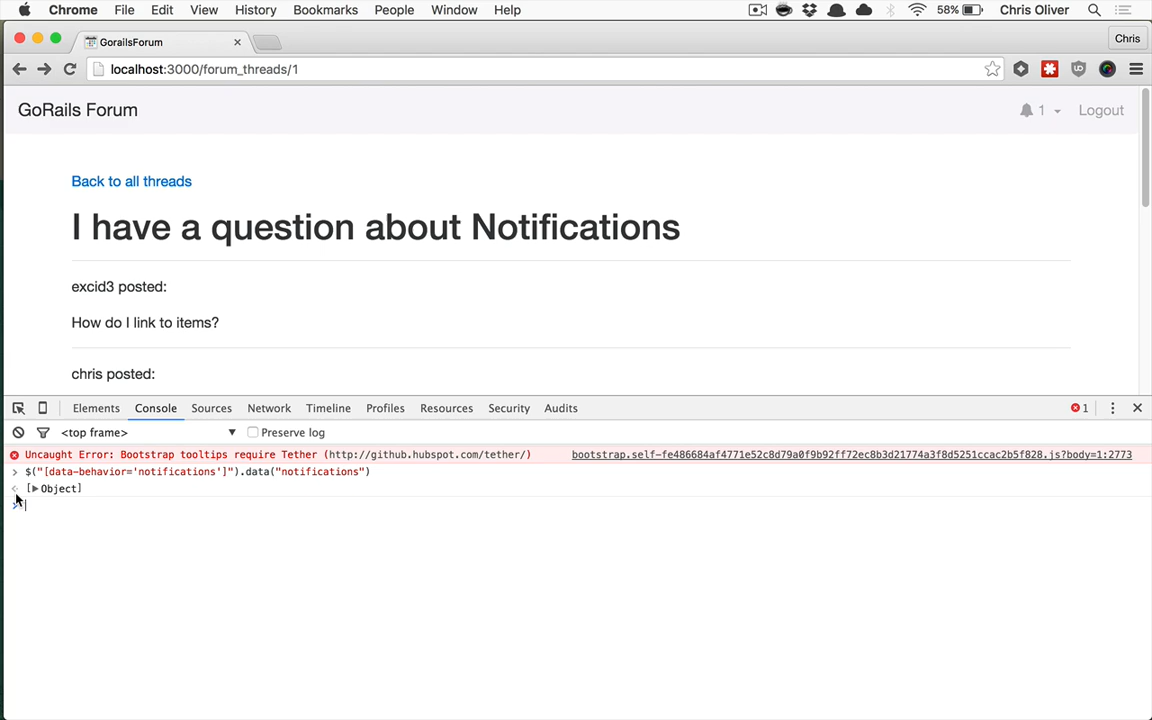 Chrome File Edit View History Bookmarks People Window Help 58% Chris Oliver
GorailsForum × Chris
localhost:3000/forum_threads/1
GoRails Forum 1 Logout
Back to all threads
I have a question about Notifications
excid3 posted:
How do I link to items?
chris posted:
Elements Console Sources Network Timeline Profiles Resources Security Audits 1
<top frame> ▼ Preserve log
Uncaught Error: Bootstrap tooltips require Tether (http://github.hubspot.com/tether/) bootstrap.self-fe486684af4771e52c8d79a0f9b92ff72ec8b3d21774a3f8d5251ccac2b5f828.js?body=1:2773
> $("[data-behavior='notifications']").data("notifications")
[▶Object]